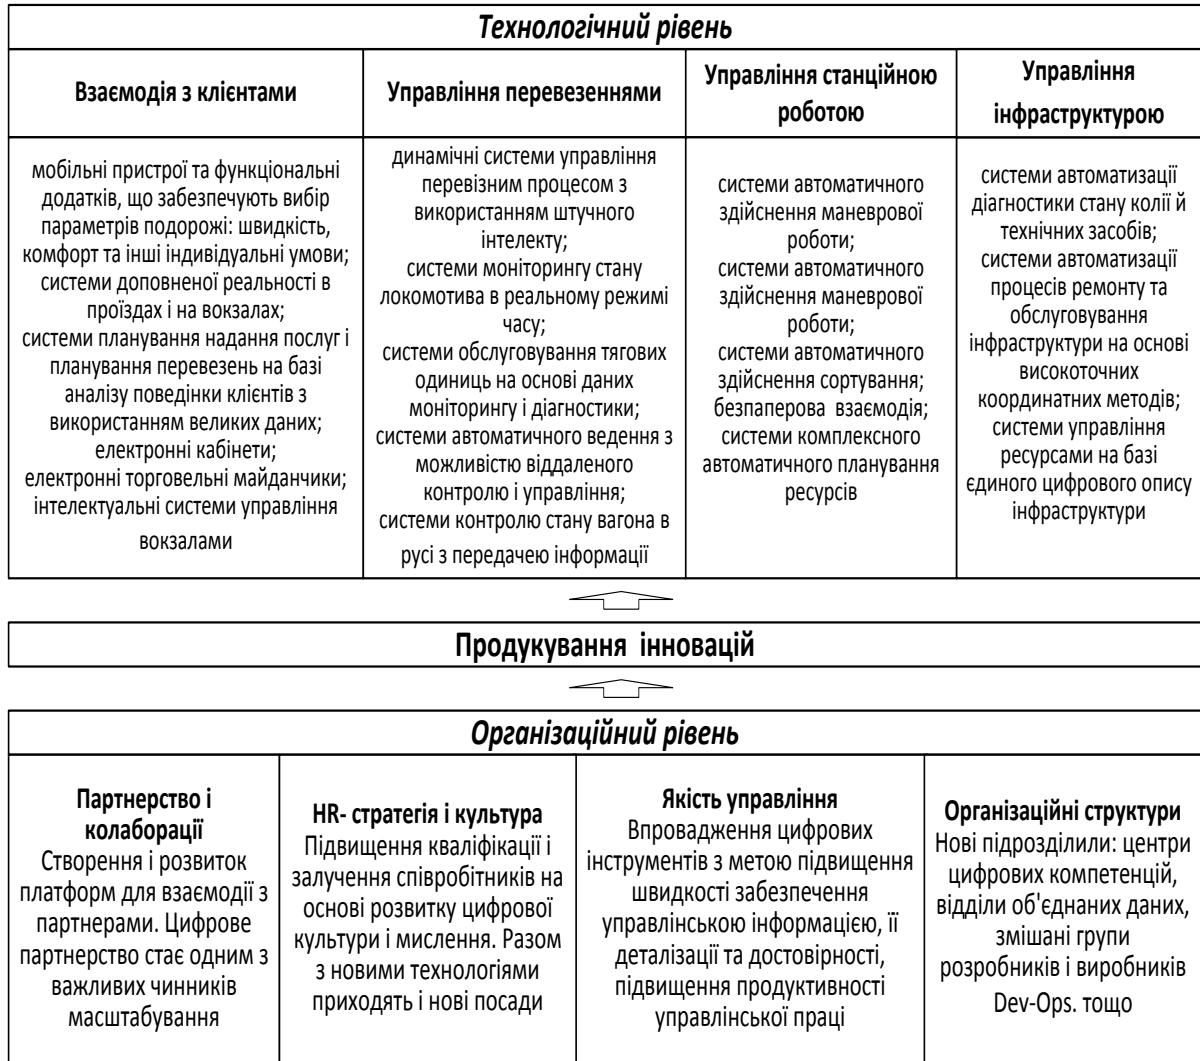 Технологічний рівень
Взаємодія з клієнтами
Управління перевезеннями
Управління станційною
роботою
Управління
інфраструктурою
мобільні пристрої та функціональні
додатків, що забезпечують вибір
параметрів подорожі: швидкість,
комфорт та інші індивідуальні умови;
системи доповненої реальності в
проїздах і на вокзалах;
системи планування надання послуг і
планування перевезень на базі
аналізу поведінки клієнтів з
використанням великих даних;
електронні кабінети;
електронні торговельні майданчики;
інтелектуальні системи управління
вокзалами
динамічні системи управління
перевізним процесом з
використанням штучного
інтелекту;
системи моніторингу стану
локомотива в реальному режимі
часу;
системи обслуговування тягових
одиниць на основі даних
моніторингу і діагностики;
системи автоматичного ведення з
можливістю віддаленого
контролю і управління;
системи контролю стану вагона в
русі з передачею інформації
системи автоматичного
здійснення маневрової
роботи;
системи автоматичного
здійснення маневрової
роботи;
системи автоматичного
здійснення сортування;
безпаперова взаємодія;
системи комплексного
автоматичного планування
ресурсів
системи автоматизації
діагностики стану колії й
технічних засобів;
системи автоматизації
процесів ремонту та
обслуговування
інфраструктури на основі
високоточних
координатних методів;
системи управління
ресурсами на базі
єдиного цифрового опису
інфраструктури
Продукування інновацій
Організаційний рівень
Партнерство і
колаборації
Створення і розвиток
платформ для взаємодії з
партнерами. Цифрове
партнерство стає одним з
важливих чинників
масштабування
HR- стратегія і культура
Підвищення кваліфікації і
залучення співробітників на
основі розвитку цифрової
культури і мислення. Разом
з новими технологіями
приходять і нові посади
Якість управління
Впровадження цифрових
інструментів з метою підвищення
швидкості забезпечення
управлінською інформацією, її
деталізації та достовірності,
підвищення продуктивності
управлінської праці
Організаційні структури
Нові підрозділили: центри
цифрових компетенцій,
відділи об'єднаних даних,
змішані групи
розробників і виробників
Dev-Ops. тощо